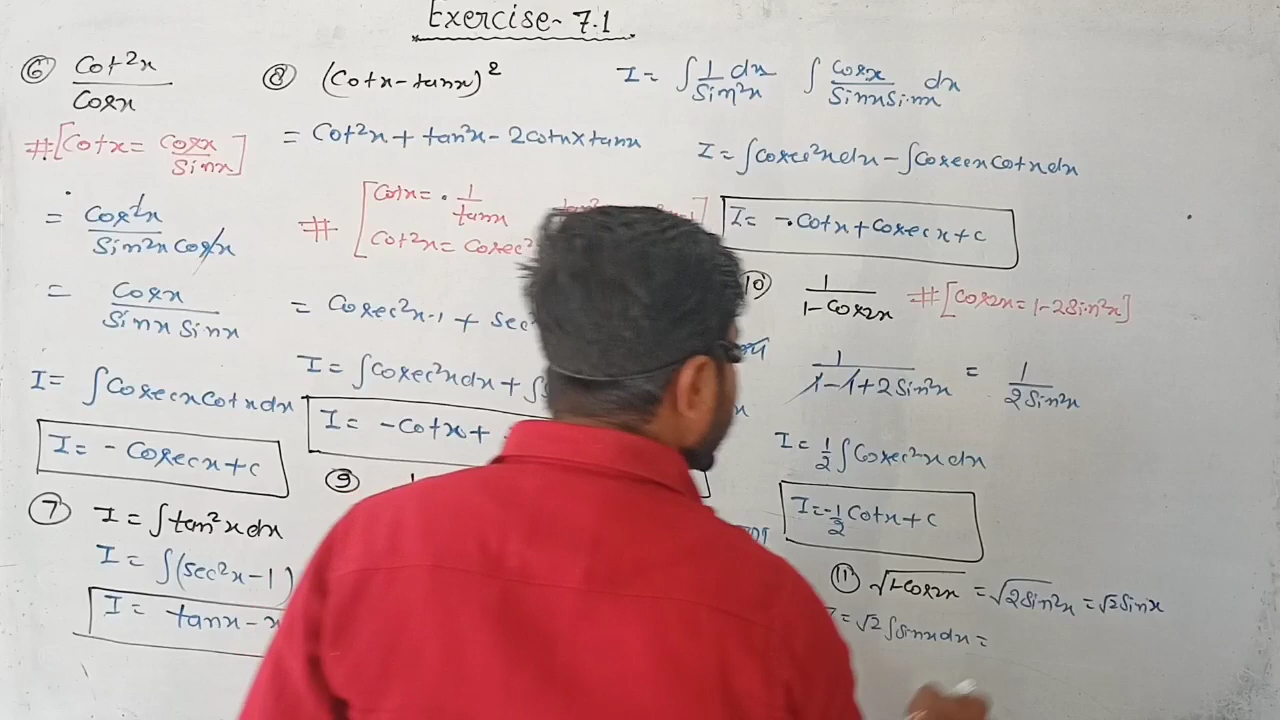 Exercise- 7.1
⑥ Cot²x / Cosx
#[Cotx = Cosx / Sinx]
= Cos²x / Sin²x Cosx
= Cosx / Sinx Sinx
I = ∫Cosecx Cotx dx
I = - Cosecx + c
⑦ I = ∫tan²x dx
I = ∫(sec²x - 1)
I = tanx - x
⑧ (Cotx - tanx)²
= Cot²x + tan²x - 2cotx × tanx
# [Cotx = 1 / tanx
Cot²x = Cosec²
= Cosec²x - 1 + sec²
I = ∫Cosec²x dx + ∫
I = -Cotx +
⑨
I = ∫ 1 / Sin²x dx ∫ Cosx / Sinx Sinx dx
I = ∫Cosec²x dx - ∫Cosecx Cotx dx
I = - Cotx + Cosecx + c
⑩ 1 / 1-Cos2x #[Cos2x = 1-2Sin²x]
1 / 1-1+2Sin²x = 1 / 2Sin²x
I = 1/2 ∫Cosec²x dx
I = -1/2 Cotx + c
⑪ √1-Cos2x = √2Sin²x = √2 Sinx
= √2 ∫Sinx dx =